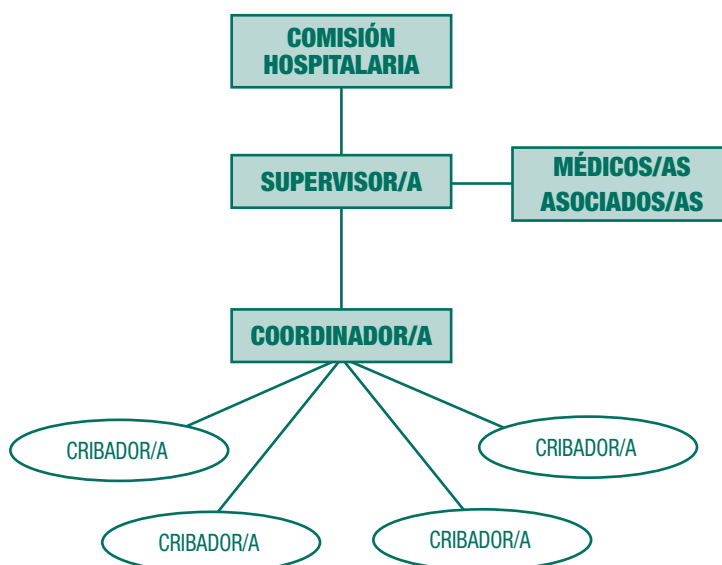 COMISIÓN
HOSPITALARIA
SUPERVISOR/A
MÉDICOS/AS
ASOCIADOS/AS
COORDINADOR/A
CRIBADOR/A
CRIBADOR/A
CRIBADOR/A
CRIBADOR/A